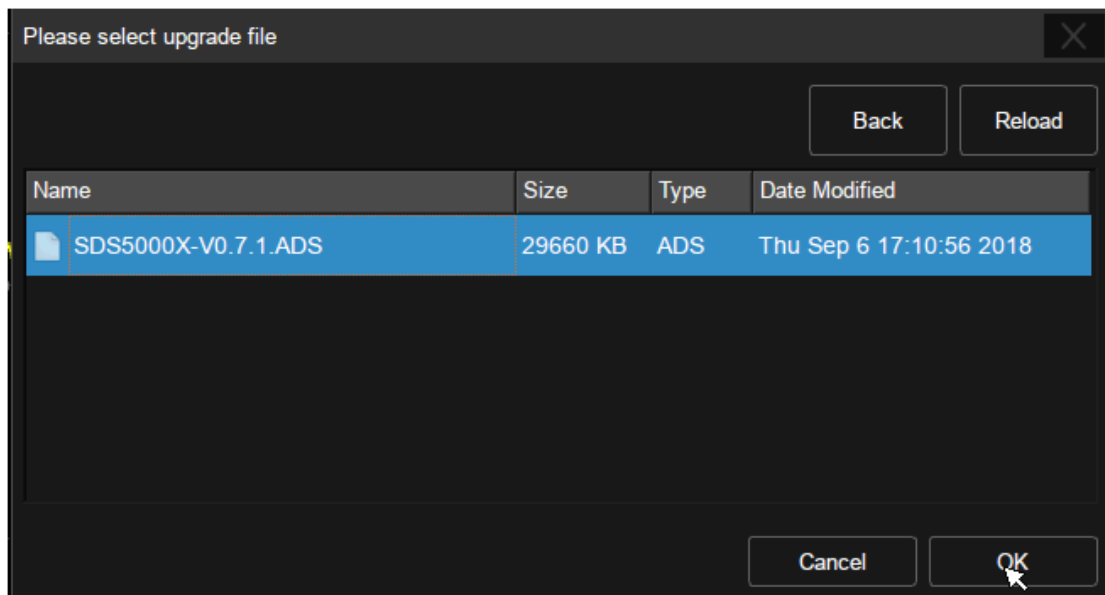 Please select upgrade file
Back Reload
Name Size Type Date Modified
SDS5000X-V0.7.1.ADS 29660 KB ADS Thu Sep 6 17:10:56 2018
Cancel OK